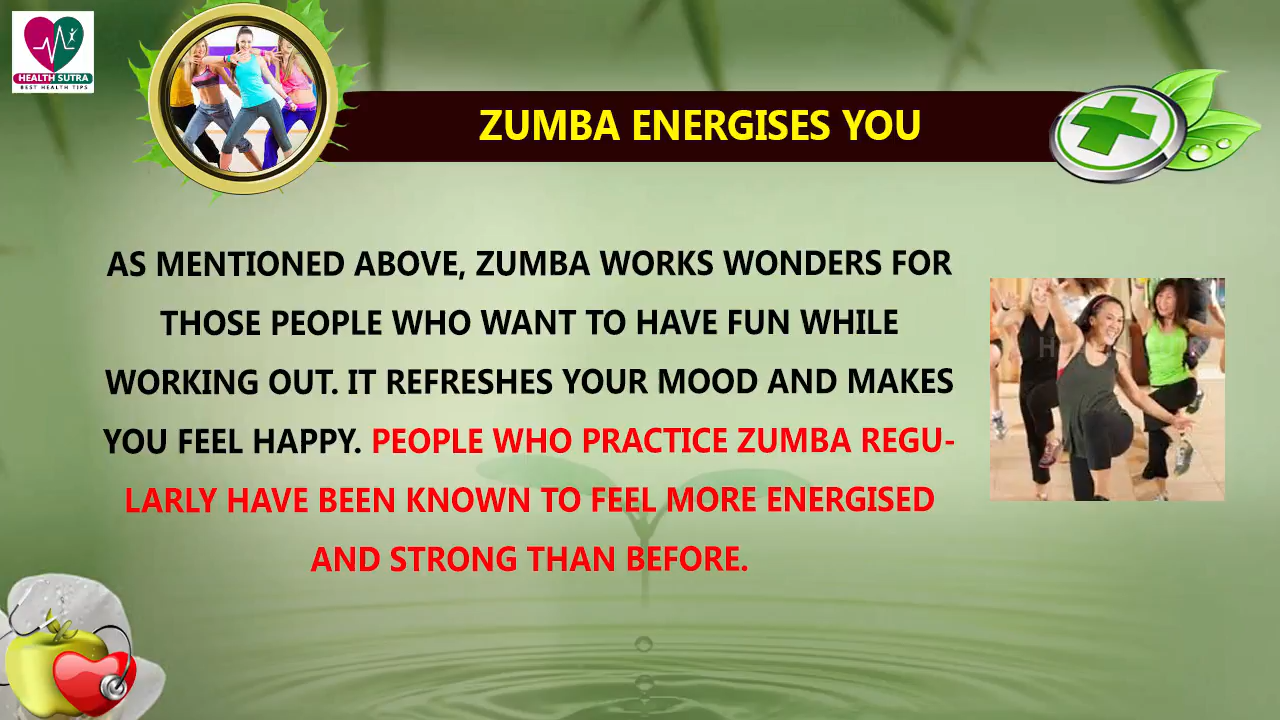 HEALTH SUTRA
BEST HEALTH TIPS
ZUMBA ENERGISES YOU
AS MENTIONED ABOVE, ZUMBA WORKS WONDERS FOR
THOSE PEOPLE WHO WANT TO HAVE FUN WHILE
WORKING OUT. IT REFRESHES YOUR MOOD AND MAKES
YOU FEEL HAPPY. PEOPLE WHO PRACTICE ZUMBA REGU-
LARLY HAVE BEEN KNOWN TO FEEL MORE ENERGISED
AND STRONG THAN BEFORE.